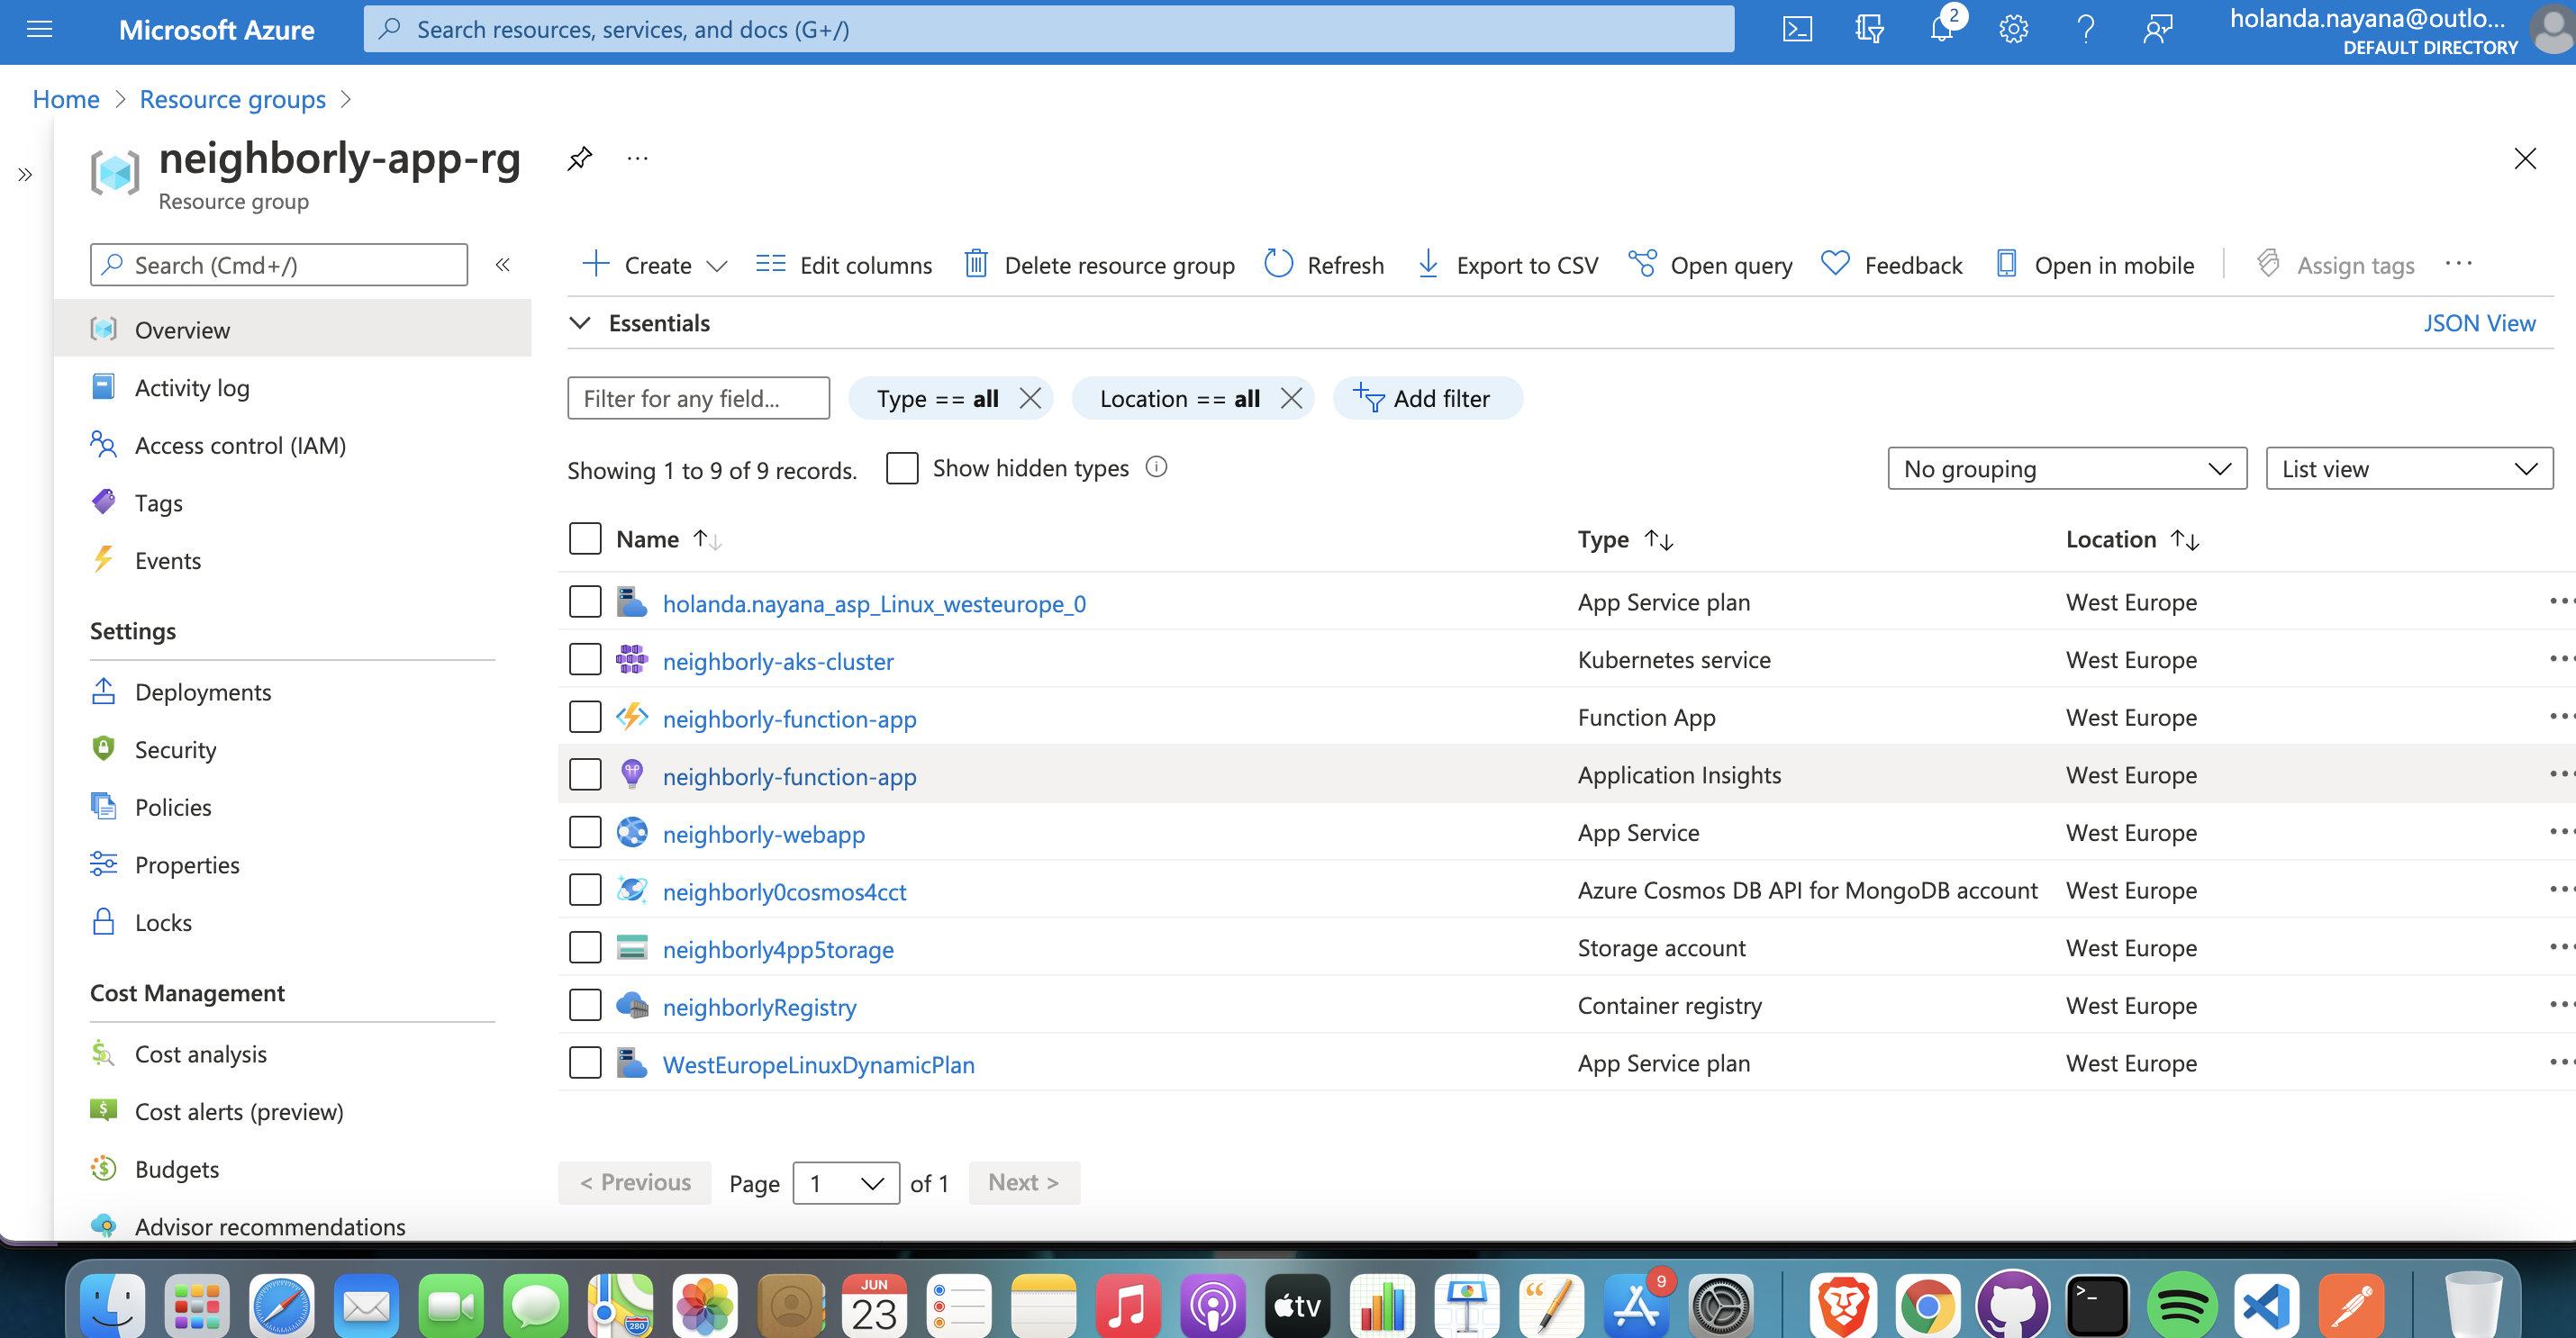 Microsoft Azure
Search resources, services, and docs (G+/)
2
holanda.nayana@outlo...
DEFAULT DIRECTORY
Home > Resource groups >
neighborly-app-rg
Resource group
Search (Cmd+/)
Overview
Activity log
Access control (IAM)
Tags
Events
Settings
Deployments
Security
Policies
Properties
Locks
Cost Management
Cost analysis
Cost alerts (preview)
Budgets
Advisor recommendations
Create
Edit columns
Delete resource group
Refresh
Export to CSV
Open query
Feedback
Open in mobile
Assign tags
Essentials
JSON View
Filter for any field...
Type == all
Location == all
Add filter
Showing 1 to 9 of 9 records.
Show hidden types
No grouping
List view
Name Type Location
holanda.nayana_asp_Linux_westeurope_0 App Service plan West Europe
neighborly-aks-cluster Kubernetes service West Europe
neighborly-function-app Function App West Europe
neighborly-function-app Application Insights West Europe
neighborly-webapp App Service West Europe
neighborly0cosmos4cct Azure Cosmos DB API for MongoDB account West Europe
neighborly4pp5torage Storage account West Europe
neighborlyRegistry Container registry West Europe
WestEuropeLinuxDynamicPlan App Service plan West Europe
< Previous Page 1 of 1 Next >
JUN
23
280
tv
9